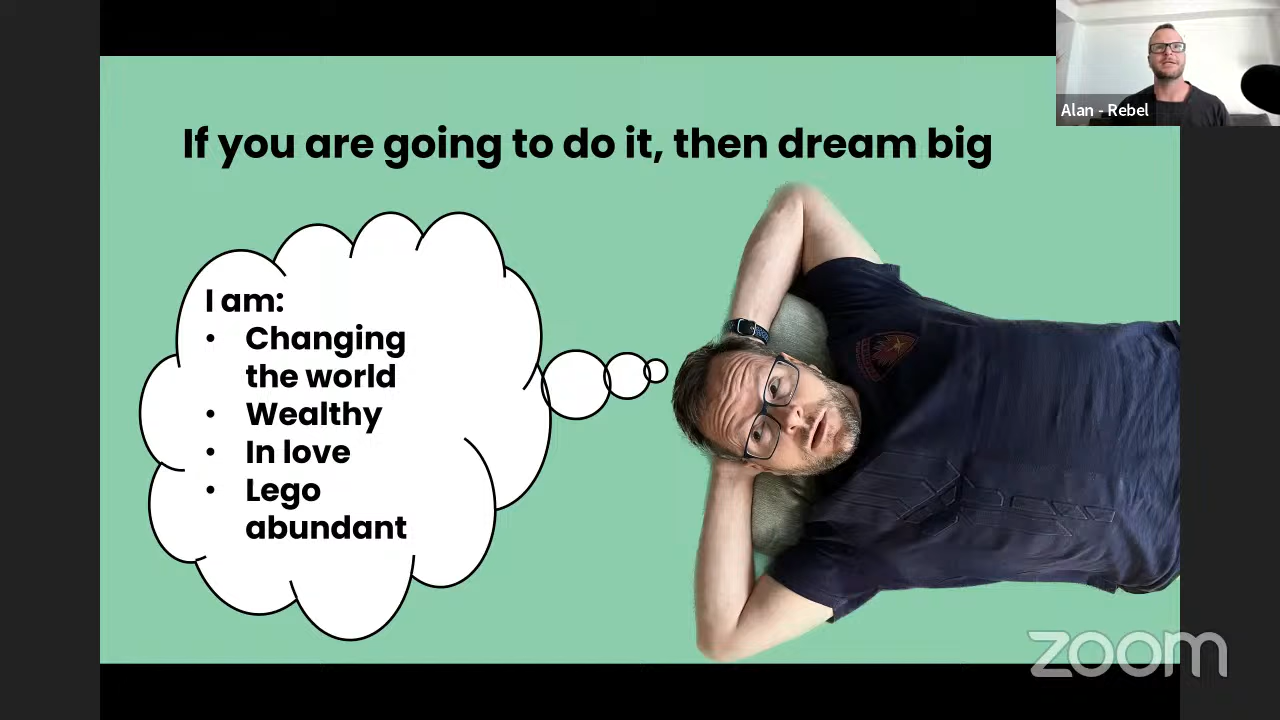 Alan - Rebel
If you are going to do it, then dream big
I am:
• Changing
the world
• Wealthy
• In love
• Lego
abundant
zoom